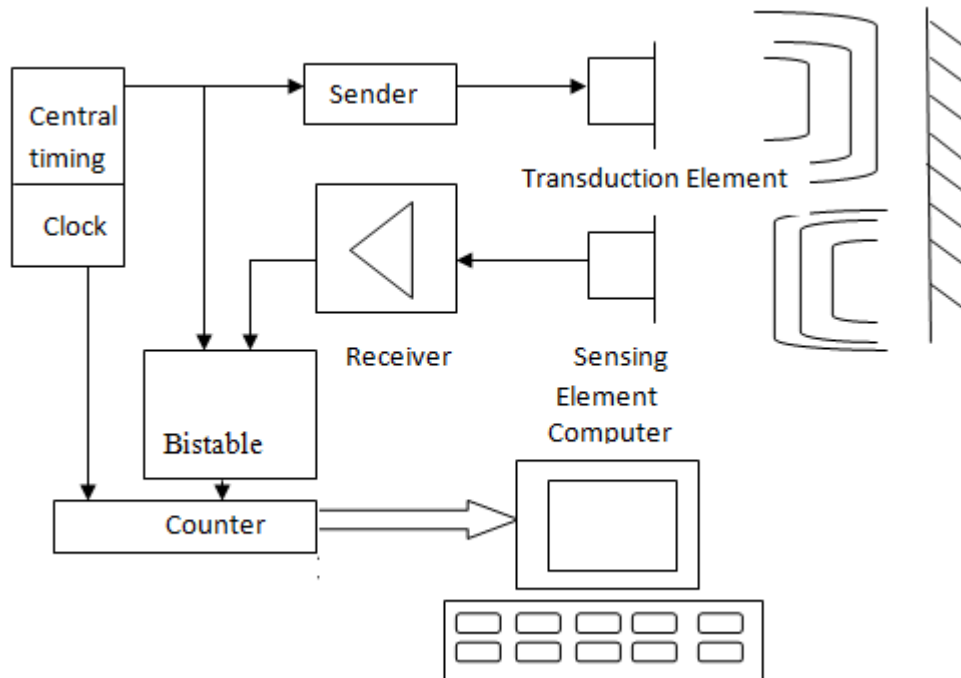 Central
timing
Clock
Sender
Transduction Element
Receiver
Sensing
Element
Computer
Bistable
Counter